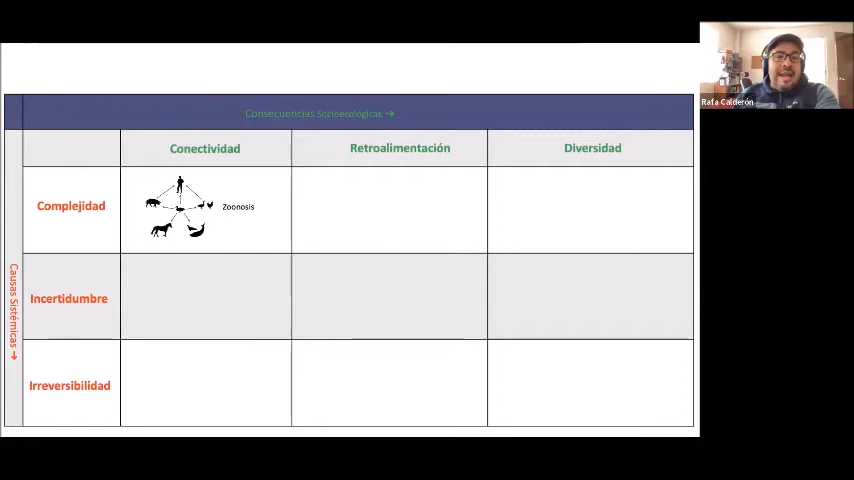 Rafa Calderón
Consecuencias Socioecológicas →
Conectividad
Retroalimentación
Diversidad
Causas Sistémicas →
Complejidad
Zoonosis
Incertidumbre
Irreversibilidad